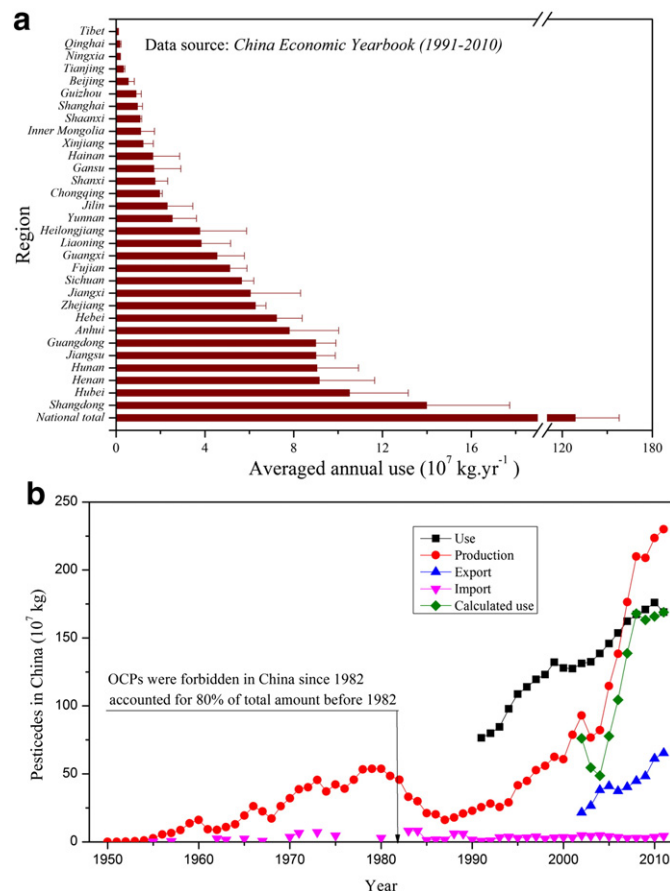 a
Data source: China Economic Yearbook (1991-2010)
Region
Tibet
Qinghai
Ningxia
Tianjing
Beijing
Guizhou
Shanghai
Shaanxi
Inner Mongolia
Xinjiang
Hainan
Gansu
Shanxi
Chongqing
Jilin
Yunnan
Heilongjiang
Liaoning
Guangxi
Fujian
Sichuan
Jiangxi
Zhejiang
Hebei
Anhui
Guangdong
Jiangsu
Hunan
Henan
Hubei
Shangdong
National total
0 4 8 12 16 120 180
Averaged annual use (10⁷ kg.yr⁻¹)
b
Pesticedes in China (10⁷ kg)
250
200
150
100
50
0
Use
Production
Export
Import
Calculated use
OCPs were forbidden in China since 1982
accounted for 80% of total amount before 1982
1950 1960 1970 1980 1990 2000 2010
Year